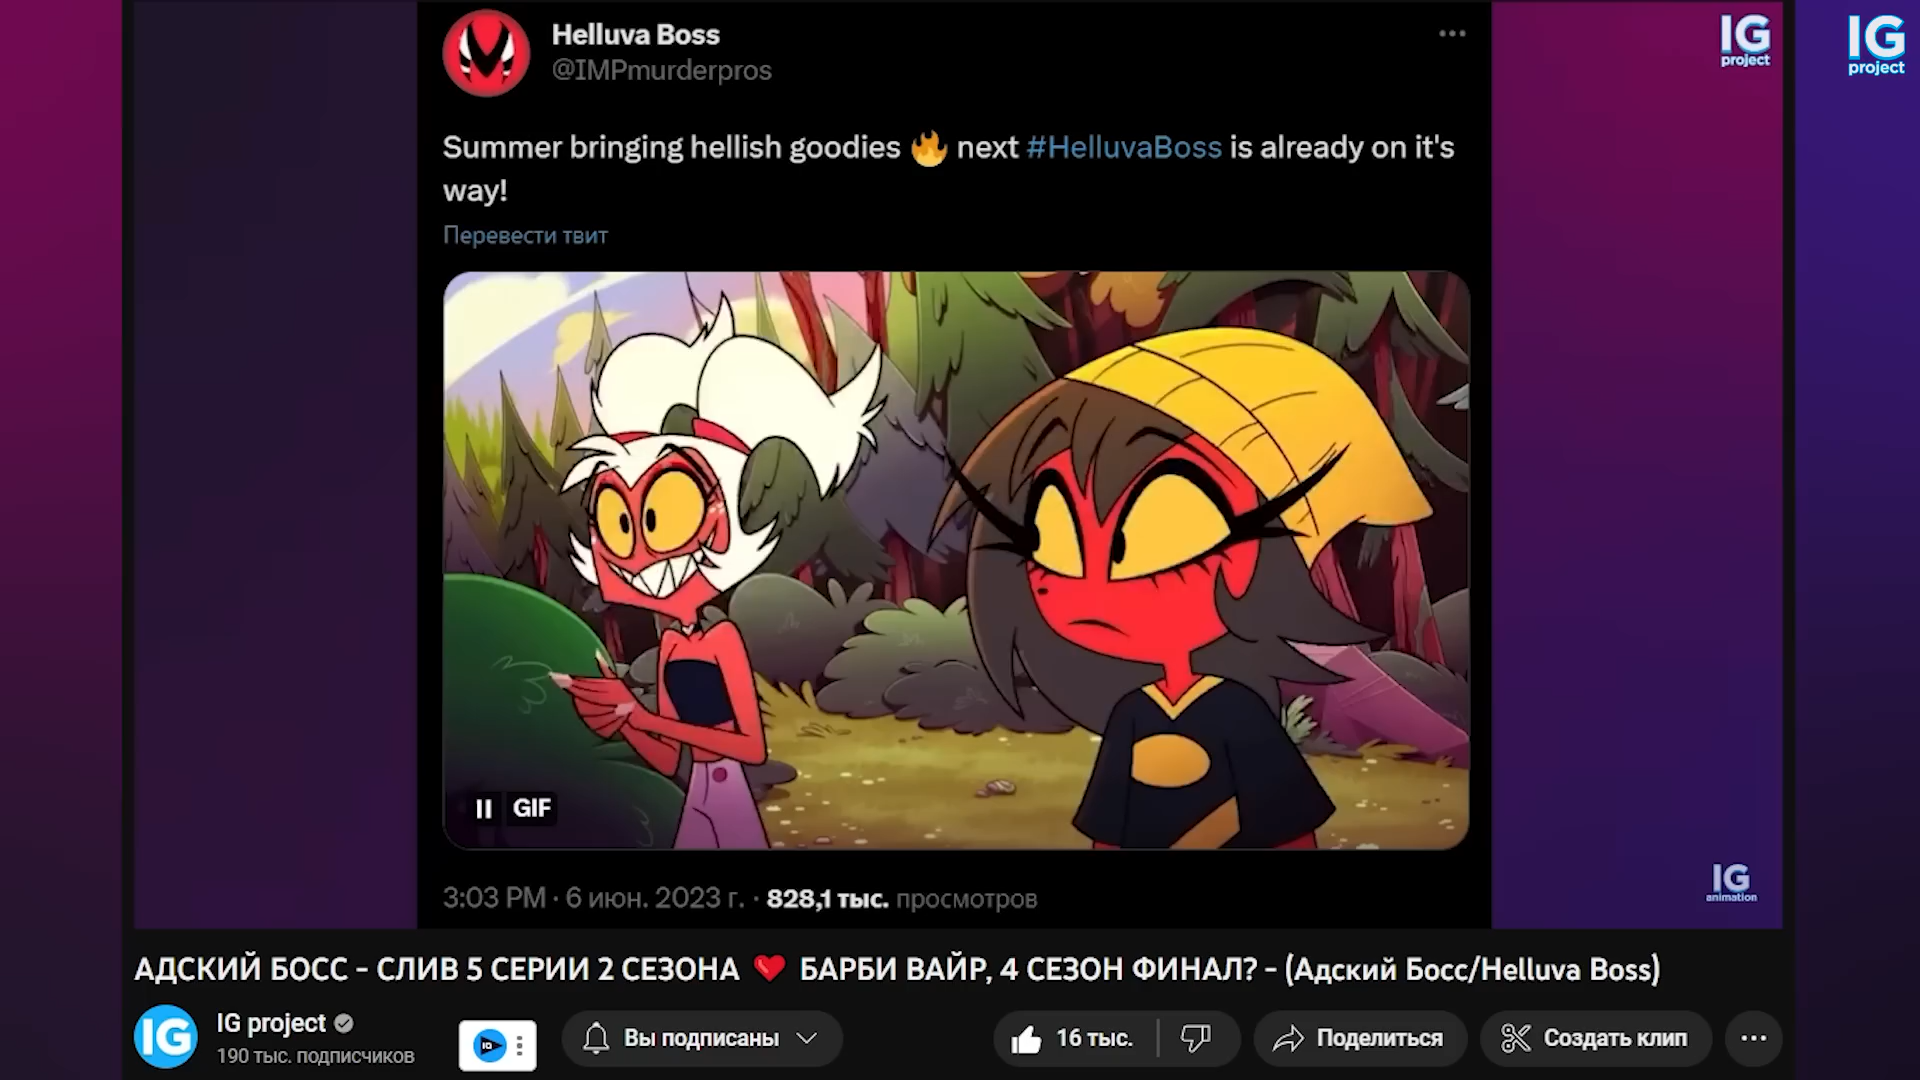 Helluva Boss
@IMPmurderpros
IG
project
IG
project
Summer bringing hellish goodies 🔥 next #HelluvaBoss is already on it's
way!
Перевести твит
GIF
3:03 PM · 6 июн. 2023 г. · 828,1 тыс. просмотров
IG
animation
АДСКИЙ БОСС - СЛИВ 5 СЕРИИ 2 СЕЗОНА ❤️ БАРБИ ВАЙР, 4 СЕЗОН ФИНАЛ? - (Адский Босс/Helluva Boss)
IG
IG project
190 тыс. подписчиков
IG
Вы подписаны
16 тыс.
Поделиться
Создать клип